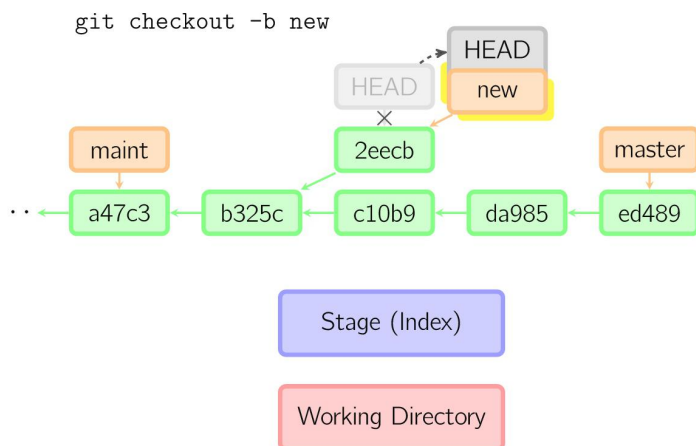 git checkout -b new
HEAD
HEAD
new
maint
2eecb
master
a47c3
b325c
c10b9
da985
ed489
Stage (Index)
Working Directory